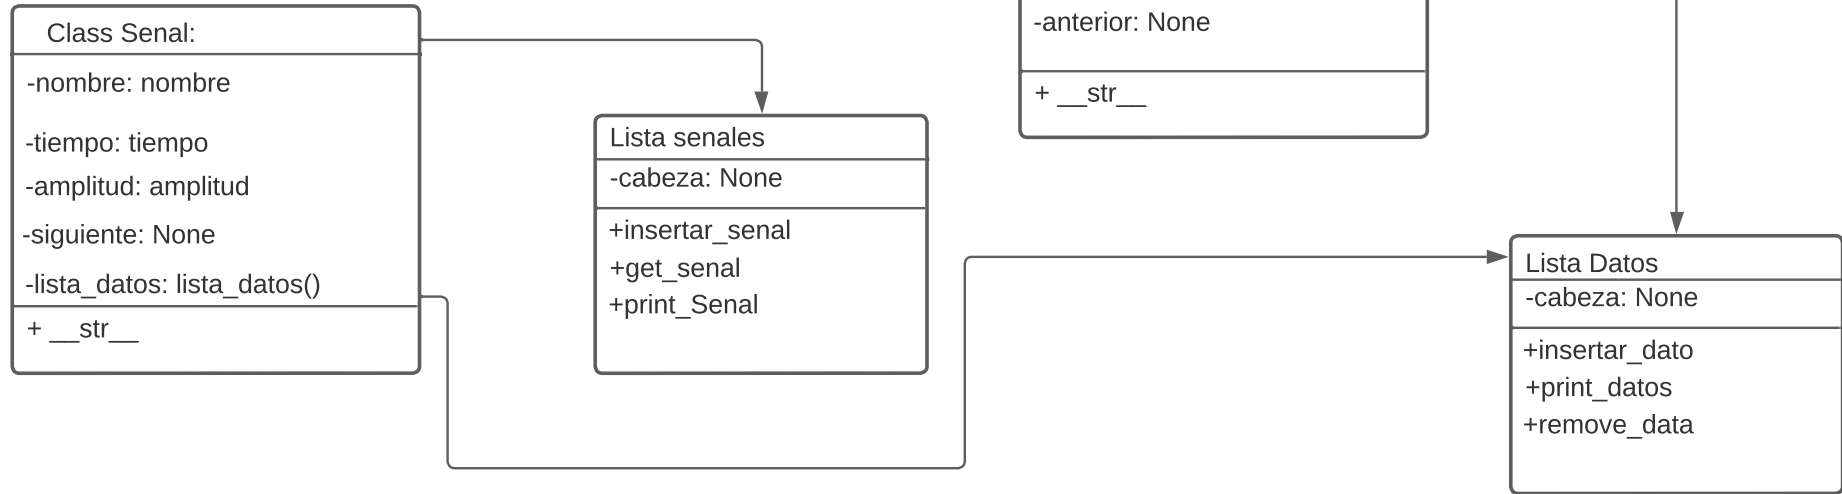 Class Senal:
-nombre: nombre
-tiempo: tiempo
-amplitud: amplitud
-siguiente: None
-lista_datos: lista_datos()
+ __str__
Lista senales
-cabeza: None
+insertar_senal
+get_senal
+print_Senal
-anterior: None
+ __str__
Lista Datos
-cabeza: None
+insertar_dato
+print_datos
+remove_data